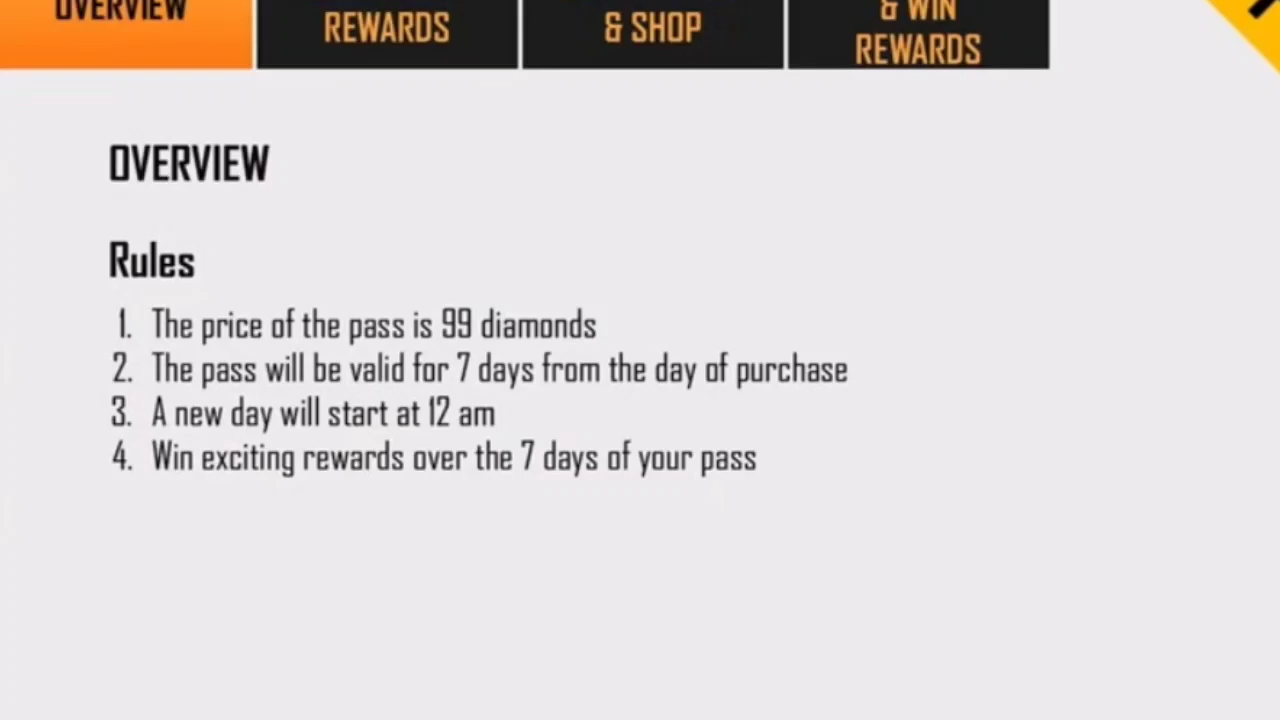 OVERVIEW
REWARDS
& SHOP
& WIN
REWARDS
OVERVIEW
Rules
1. The price of the pass is 99 diamonds
2. The pass will be valid for 7 days from the day of purchase
3. A new day will start at 12 am
4. Win exciting rewards over the 7 days of your pass